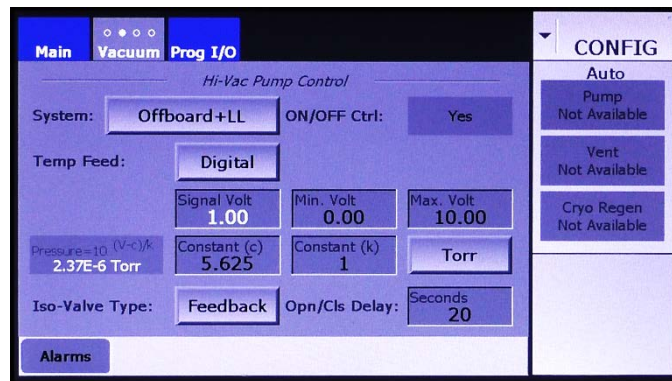 Main
Vacuum
Prog I/O
CONFIG
Hi-Vac Pump Control
System:
Offboard+LL
ON/OFF Ctrl:
Yes
Temp Feed:
Digital
Signal Volt
1.00
Min. Volt
0.00
Max. Volt
10.00
Pressure=10 (V-c)/k
2.37E-6 Torr
Constant (c)
5.625
Constant (k)
1
Torr
Iso-Valve Type:
Feedback
Opn/Cls Delay:
Seconds
20
Alarms
Auto
Pump
Not Available
Vent
Not Available
Cryo Regen
Not Available